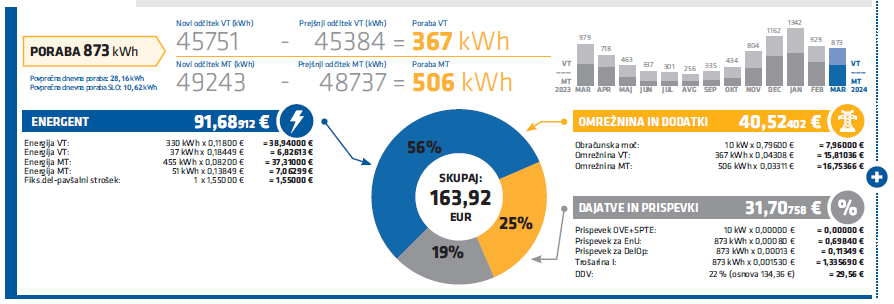 PORABA 873 kWh
Povprečna dnevna poraba: 28,16 kWh
Povprečna dnevna poraba SLO: 10,62 kWh
Novi odčitek VT (kWh) Prejšnji odčitek VT (kWh) Poraba VT
45751 - 45384 = 367 kWh
Novi odčitek MT (kWh) Prejšnji odčitek MT (kWh) Poraba MT
49243 - 48737 = 506 kWh
979 718 463 337 301 256 335 434 804 1162 1342 929 873
VT VT
MT MT
2023 MAR APR MAJ JUN JUL AVG SEP OKT NOV DEC JAN FEB MAR 2024
ENERGENT 91,68912 €
Energija VT: 330 kWh x 0,11800 € = 38,94000 €
Energija VT: 37 kWh x 0,18449 € = 6,82613 €
Energija MT: 455 kWh x 0,08200 € = 37,31000 €
Energija MT: 51 kWh x 0,13849 € = 7,06299 €
Fiks.del-pavšalni strošek: 1 x 1,55000 € = 1,55000 €
56%
SKUPAJ:
163,92
EUR
25%
19%
OMREŽNINA IN DODATKI 40,52402 €
Obračunska moč: 10 kW x 0,79600 € = 7,96000 €
Omrežnina VT: 367 kWh x 0,04308 € = 15,81036 €
Omrežnina MT: 506 kWh x 0,03311 € = 16,75366 €
DAJATVE IN PRISPEVKI 31,70758 € %
Prispevek OVE+SPTE: 10 kW x 0,00000 € = 0,00000 €
Prispevek za EnU: 873 kWh x 0,00080 € = 0,69840 €
Prispevek za DelOp: 873 kWh x 0,00013 € = 0,11349 €
Trošarina I: 873 kWh x 0,001530 € = 1,335699 €
DDV: 22 % (osnova 134,36 €) = 29,56 €